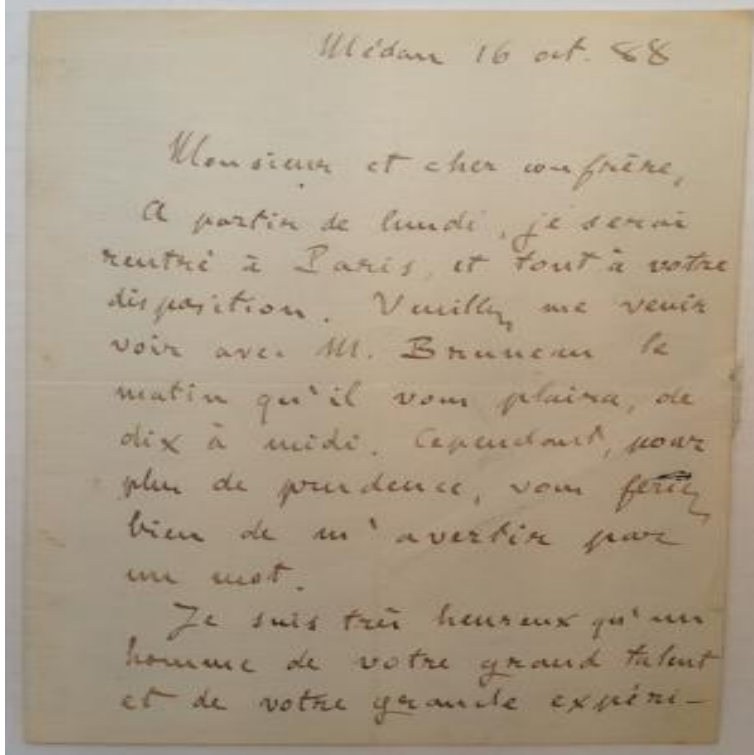 Médan 16 oct. 88
Monsieur et cher confrère,
A partir de lundi, je serai
rentré à Paris, et tout à votre
disposition. Veuillez me venir
voir avec M. Bruneau le
matin qu'il vous plaira, de
dix à midi. Cependant, pour
plus de prudence, vous feriez
bien de m'avertir par
un mot.
Je suis très heureux qu'un
homme de votre grand talent
et de votre grande expéri-